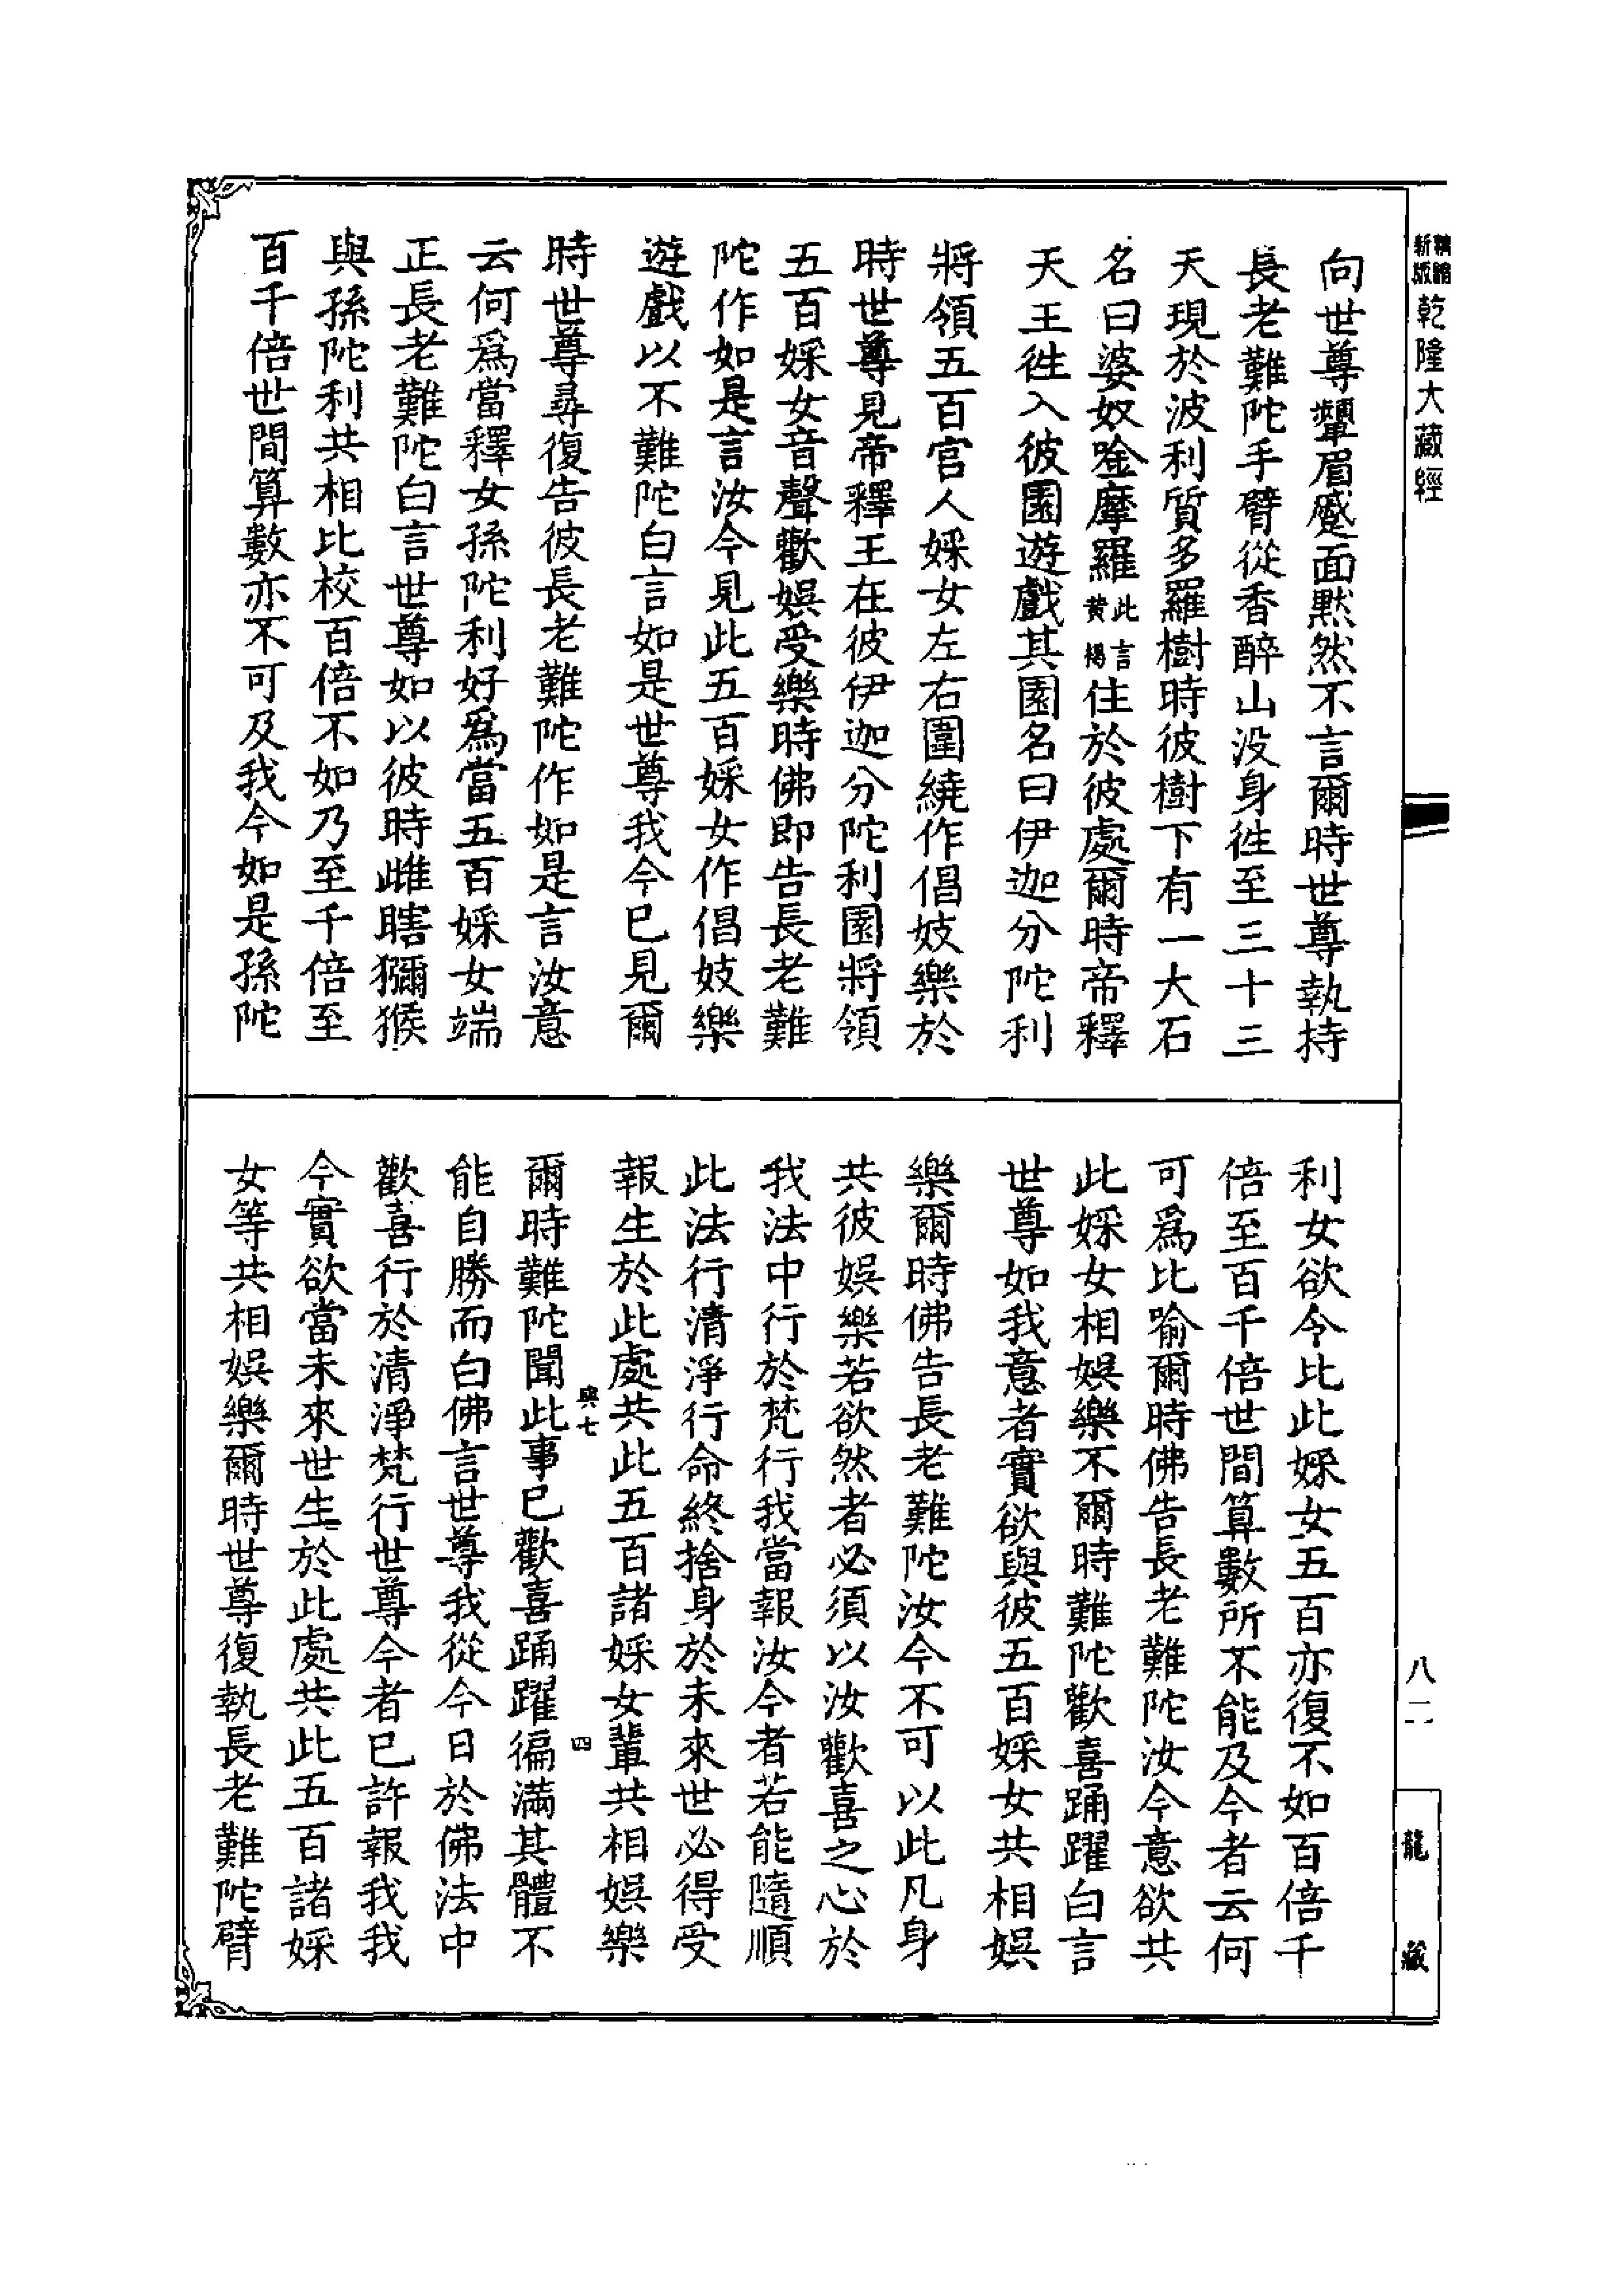 精縮新版乾隆大藏經
向世尊顰眉蹙面默然不言爾時世尊執持
長老難陀手臂從香醉山没身徃至三十三
天現於波利質多羅樹時彼樹下有一大石
名曰婆奴唫摩羅此言黄褐住於彼處爾時帝釋
天王徃入彼園遊戲其園名曰伊迦分陀利
將領五百宫人婇女左右圍繞作倡妓樂於
時世尊見帝釋王在彼伊迦分陀利園將領
五百婇女音聲歡娛受樂時佛即告長老難
陀作如是言汝今見此五百婇女作倡妓樂
遊戲以不難陀白言如是世尊我今已見爾
時世尊尋復告彼長老難陀作如是言汝意
云何爲當釋女孫陀利好爲當五百婇女端
正長老難陀白言世尊如以彼時雌瞎獼猴
與孫陀利共相比校百倍不如乃至千倍至
百千倍世間算數亦不可及我今如是孫陀
利女欲令比此婇女五百亦復不如百倍千
倍至百千倍世間算數所不能及今者云何
可爲比喻爾時佛告長老難陀汝今意欲共
此婇女相娛樂不爾時難陀歡喜踊躍白言
世尊如我意者實欲與彼五百婇女共相娛
樂爾時佛告長老難陀汝今不可以此凡身
共彼娛樂若欲然者必須以汝歡喜之心於
我法中行於梵行我當報汝今者若能隨順
此法行清淨行命終捨身於未來世必得受
報生於此處共此五百諸婇女輩共相娛樂
與七 四
爾時難陀聞此事已歡喜踊躍徧滿其體不
能自勝而白佛言世尊我從今日於佛法中
歡喜行於清淨梵行世尊今者已許報我我
今實欲當未來世生於此處共此五百諸婇
女等共相娛樂爾時世尊復執長老難陀臂
八二
龍藏